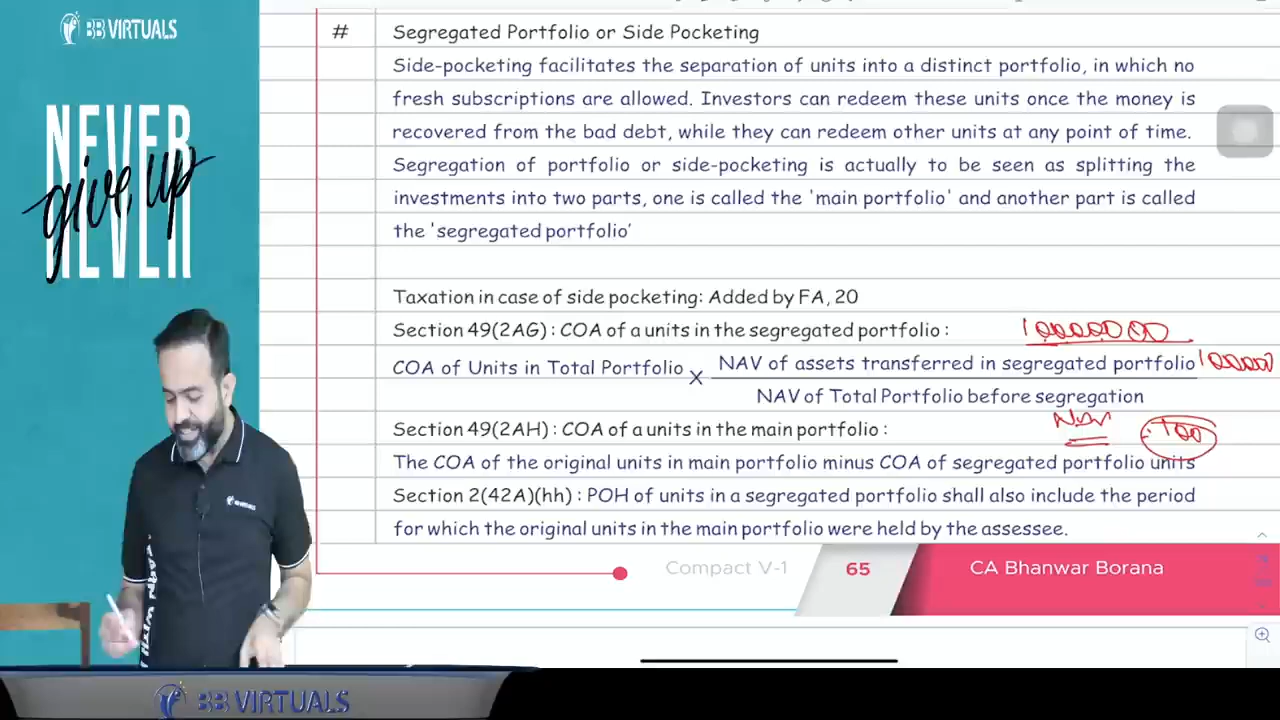 BB VIRTUALS
NEVER
give up
NEVER
# Segregated Portfolio or Side Pocketing
Side-pocketing facilitates the separation of units into a distinct portfolio, in which no
fresh subscriptions are allowed. Investors can redeem these units once the money is
recovered from the bad debt, while they can redeem other units at any point of time.
Segregation of portfolio or side-pocketing is actually to be seen as splitting the
investments into two parts, one is called the 'main portfolio' and another part is called
the 'segregated portfolio'
Taxation in case of side pocketing: Added by FA, 20
Section 49(2AG) : COA of a units in the segregated portfolio :
COA of Units in Total Portfolio x NAV of assets transferred in segregated portfolio
NAV of Total Portfolio before segregation
Section 49(2AH) : COA of a units in the main portfolio :
100
The COA of the original units in main portfolio minus COA of segregated portfolio units
Section 2(42A)(hh) : POH of units in a segregated portfolio shall also include the period
for which the original units in the main portfolio were held by the assessee.
Compact V-1 65 CA Bhanwar Borana
BB VIRTUALS